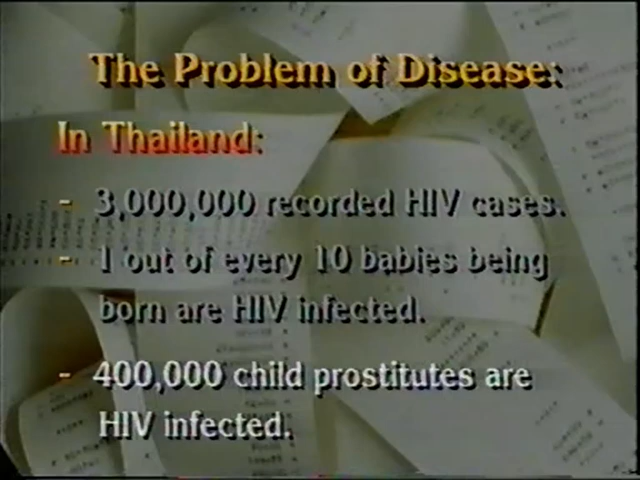 The Problem of Disease:
In Thailand:
- 3,000,000 recorded HIV cases.
- 1 out of every 10 babies being
born are HIV infected.
- 400,000 child prostitutes are
HIV infected.